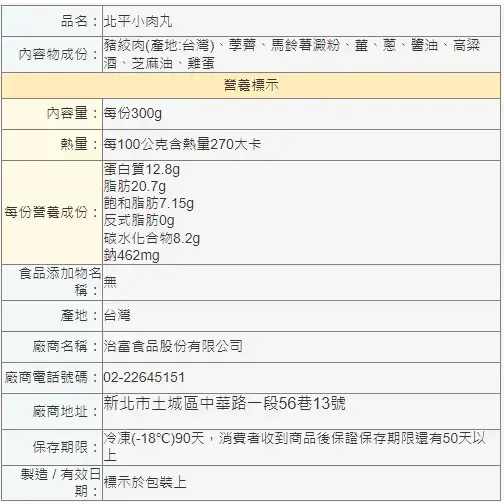 品名：北平小肉丸
內容物成份：豬絞肉(產地:台灣)、荸薺、馬鈴薯澱粉、薑、蔥、醬油、高粱
酒、芝麻油、雞蛋
營養標示
內容量：每份300g
熱量：每100公克含熱量270大卡
每份營養成份：蛋白質12.8g
脂肪20.7g
飽和脂肪7.15g
反式脂肪0g
碳水化合物8.2g
鈉462mg
食品添加物名
稱：無
產地：台灣
廠商名稱：治富食品股份有限公司
廠商電話號碼：02-22645151
廠商地址：新北市土城區中華路一段56巷13號
保存期限：冷凍(-18℃)90天，消費者收到商品後保證保存期限還有50天以
上
製造 / 有效日
期：標示於包裝上